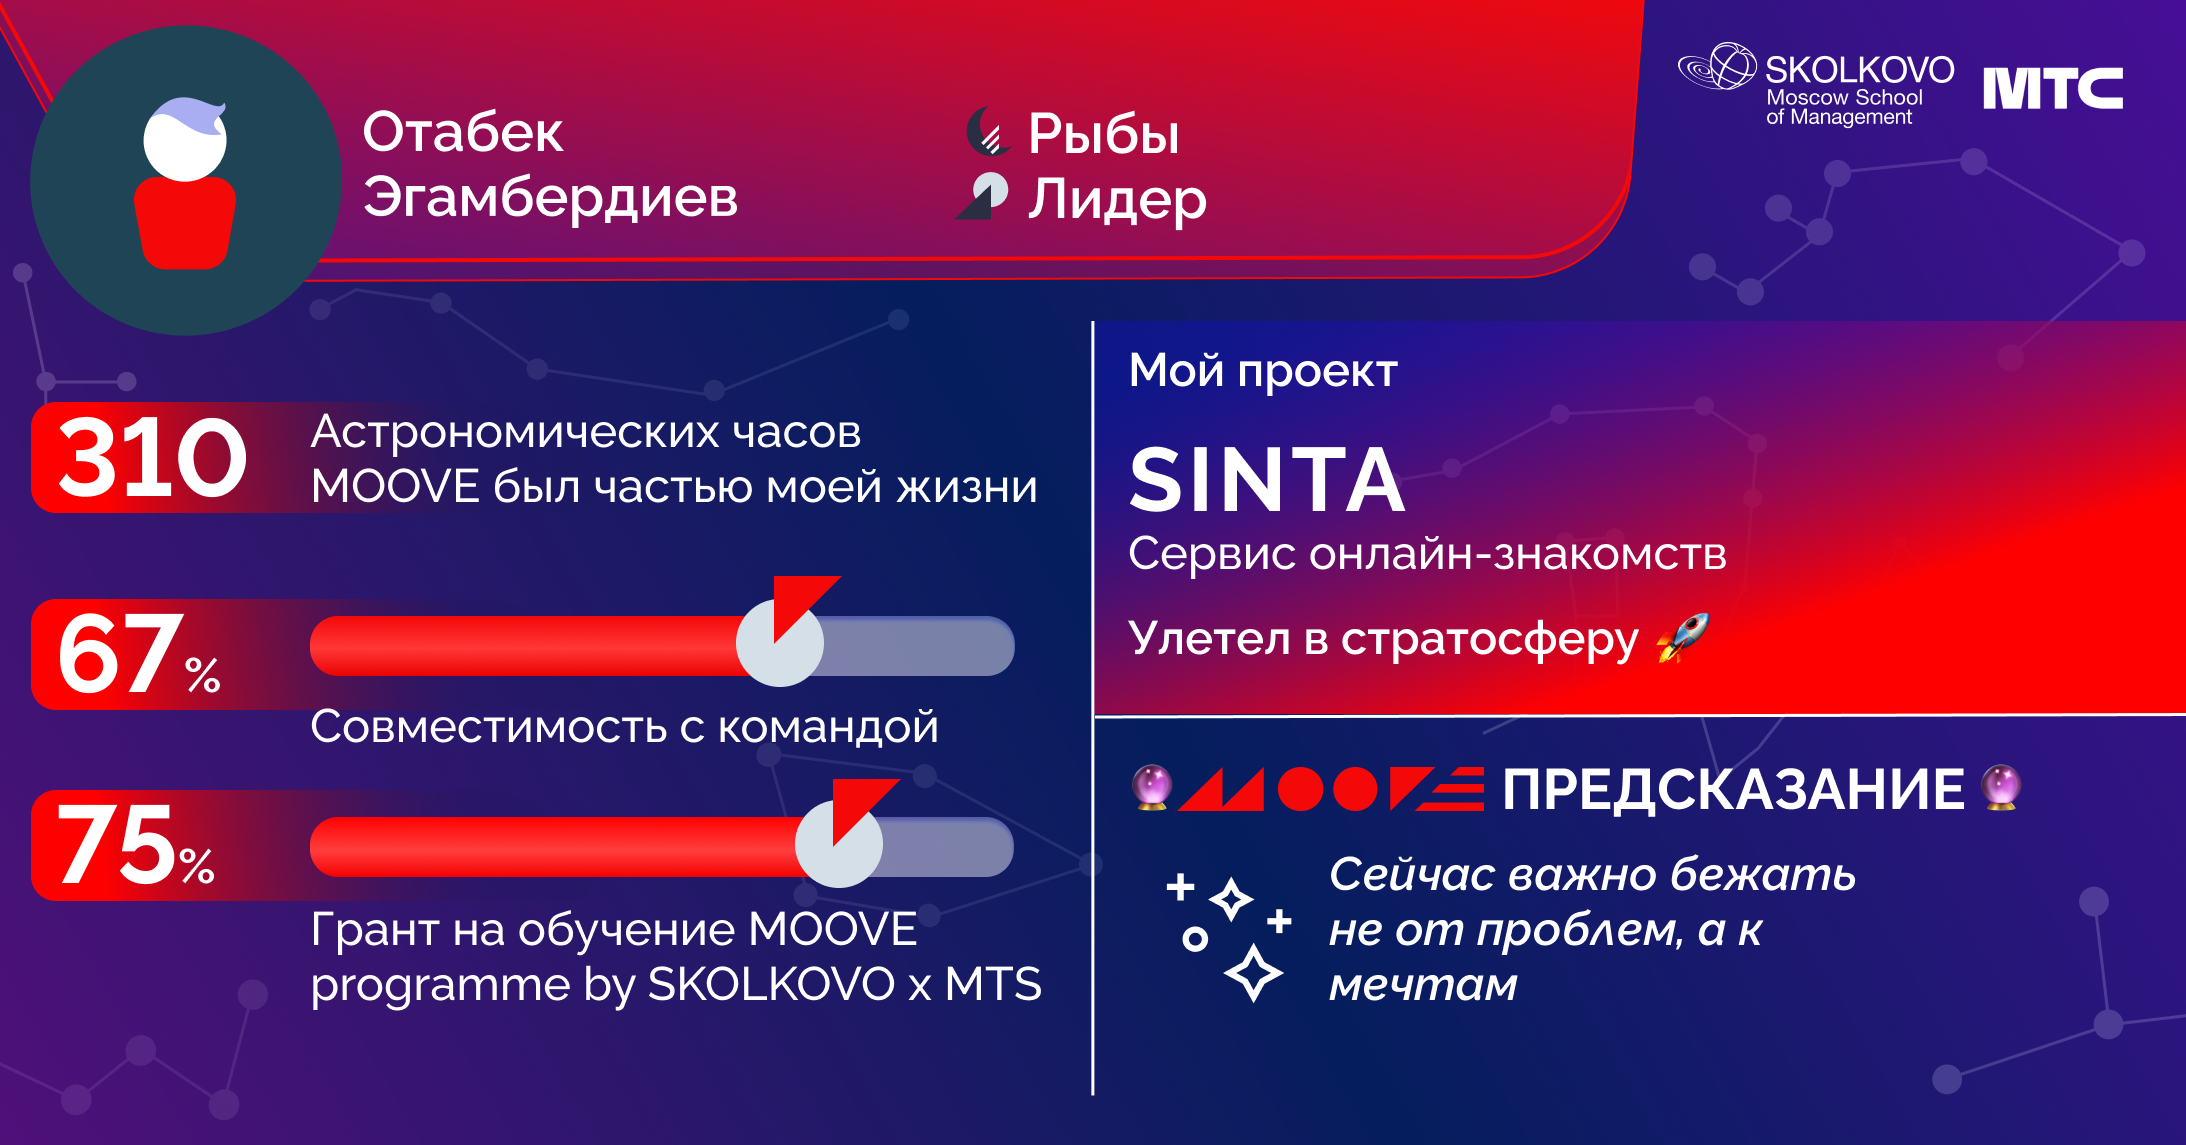 Отабек
Эгамбердиев
Рыбы
Лидер
SKOLKOVO
Moscow School
of Management
МТС
310
Астрономических часов
MOOVE был частью моей жизни
67%
Совместимость с командой
75%
Грант на обучение MOOVE
programme by SKOLKOVO x MTS
Мой проект
SINTA
Сервис онлайн-знакомств
Улетел в стратосферу 🚀
🔮 MOOVE ПРЕДСКАЗАНИЕ 🔮
Сейчас важно бежать
не от проблем, а к
мечтам